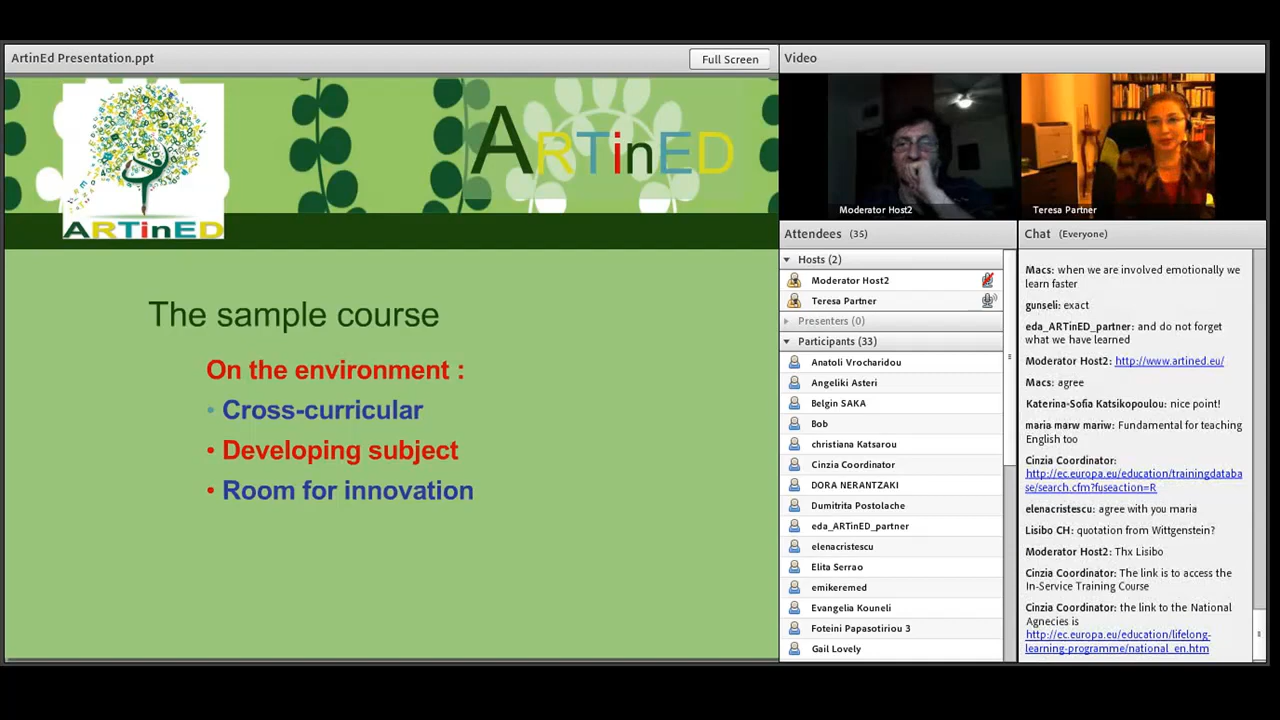 ArtinEd Presentation.ppt
Full Screen
ARTinED
ARTinED
The sample course
On the environment :
• Cross-curricular
• Developing subject
• Room for innovation
Video
Moderator Host2
Teresa Partner
Attendees (35)
Hosts (2)
Moderator Host2
Teresa Partner
Presenters (0)
Participants (33)
Anatoli Vrocharidou
Angeliki Asteri
Belgin SAKA
Bob
christiana Katsarou
Cinzia Coordinator
DORA NERANTZAKI
Dumitrita Postolache
eda_ARTinED_partner
elenacristescu
Elita Serrao
emikeremed
Evangelia Kouneli
Foteini Papasotiriou 3
Gail Lovely
Chat (Everyone)
Macs: when we are involved emotionally we
learn faster
gunseli: exact
eda_ARTinED_partner: and do not forget
what we have learned
Moderator Host2: http://www.artined.eu/
Macs: agree
Katerina-Sofia Katsikopoulou: nice point!
maria marw mariw: Fundamental for teaching
English too
Cinzia Coordinator:
http://ec.europa.eu/education/trainingdataba
se/search.cfm?fuseaction=R
elenacristescu: agree with you maria
Lisibo CH: quotation from Wittgenstein?
Moderator Host2: Thx Lisibo
Cinzia Coordinator: The link is to access the
In-Service Training Course
Cinzia Coordinator: the link to the National
Agnecies is
http://ec.europa.eu/education/lifelong-
learning-programme/national_en.htm